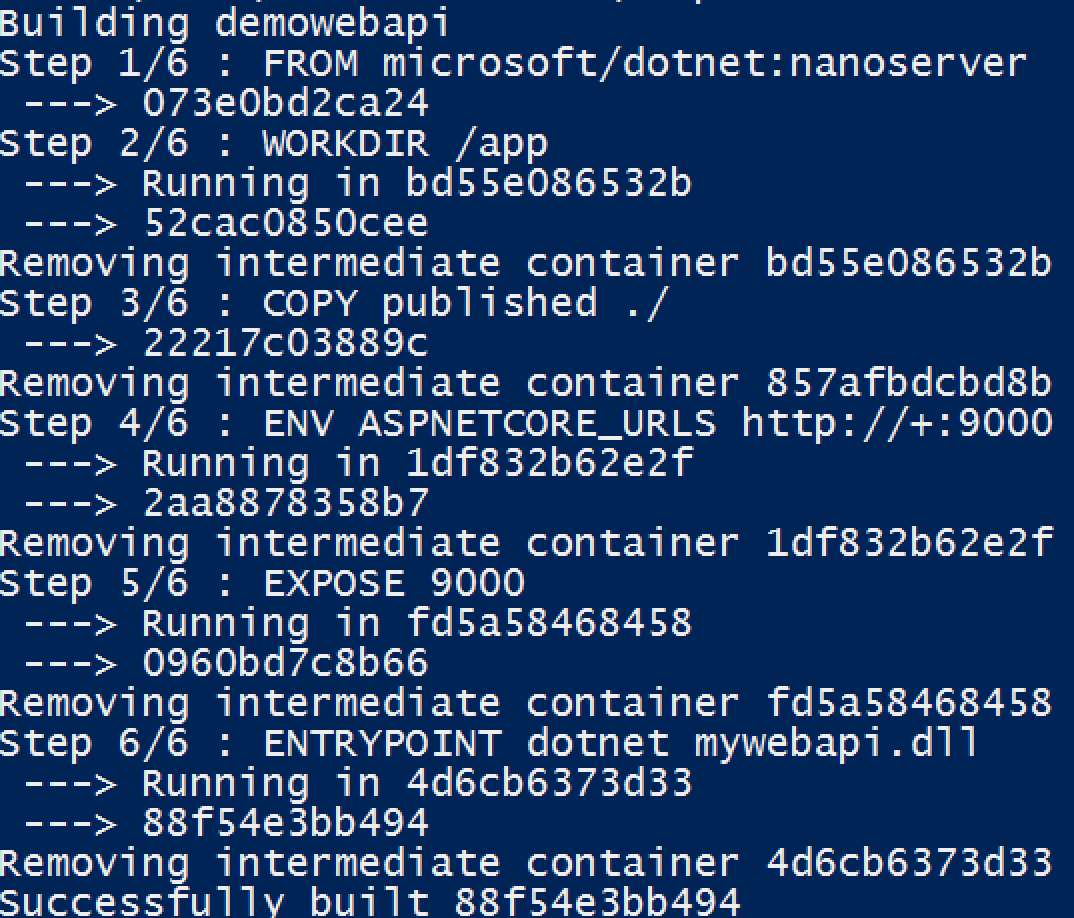 Building demowebapi
Step 1/6 : FROM microsoft/dotnet:nanoserver
 ---> 073e0bd2ca24
Step 2/6 : WORKDIR /app
 ---> Running in bd55e086532b
 ---> 52cac0850cee
Removing intermediate container bd55e086532b
Step 3/6 : COPY published ./
 ---> 22217c03889c
Removing intermediate container 857afbdcbd8b
Step 4/6 : ENV ASPNETCORE_URLS http://+:9000
 ---> Running in 1df832b62e2f
 ---> 2aa8878358b7
Removing intermediate container 1df832b62e2f
Step 5/6 : EXPOSE 9000
 ---> Running in fd5a58468458
 ---> 0960bd7c8b66
Removing intermediate container fd5a58468458
Step 6/6 : ENTRYPOINT dotnet mywebapi.dll
 ---> Running in 4d6cb6373d33
 ---> 88f54e3bb494
Removing intermediate container 4d6cb6373d33
Successfully built 88f54e3bb494